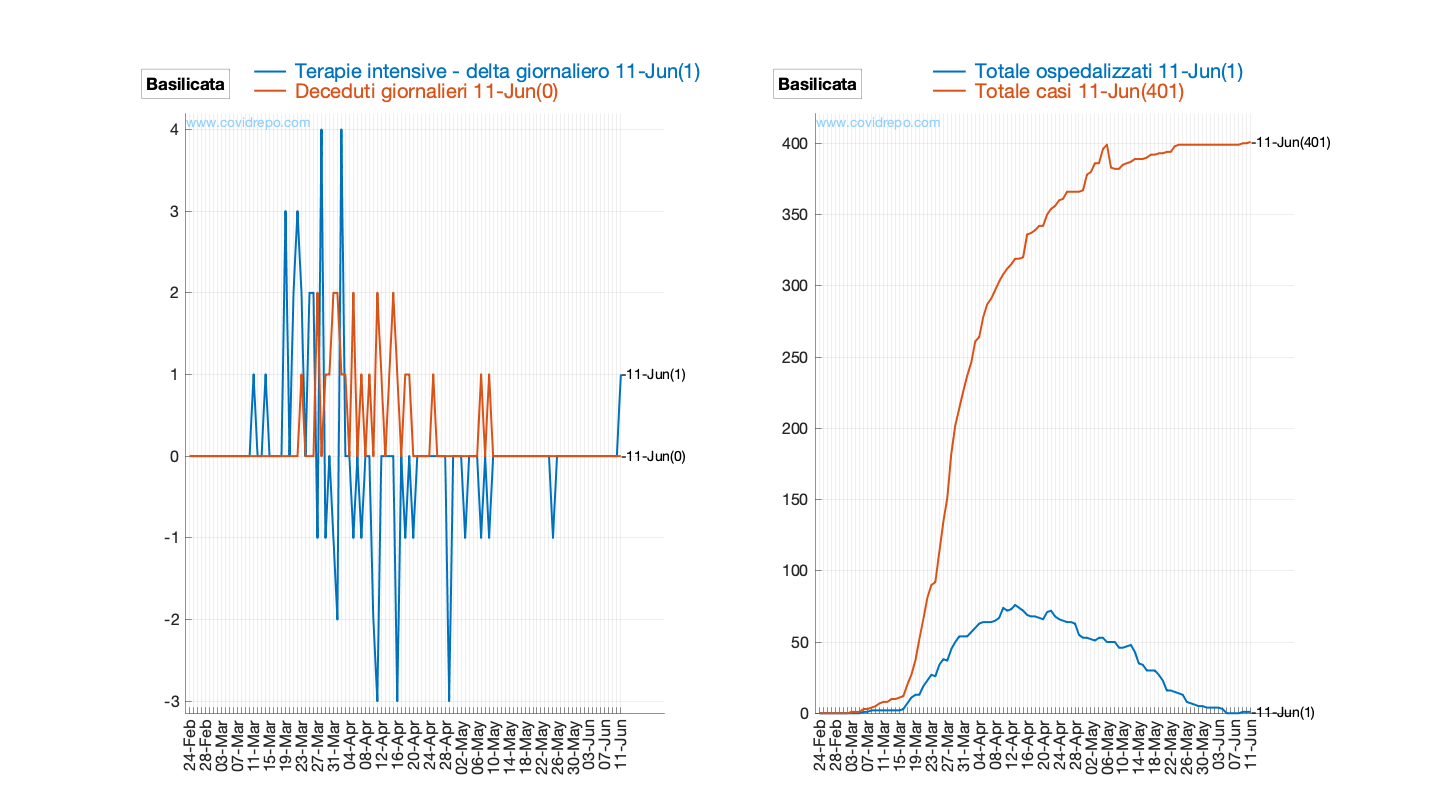 Basilicata
Terapie intensive - delta giornaliero 11-Jun(1)
Deceduti giornalieri 11-Jun(0)
www.covidrepo.com
4
3
2
1
0
-1
-2
-3
11-Jun(1)
11-Jun(0)
24-Feb
28-Feb
03-Mar
07-Mar
11-Mar
15-Mar
19-Mar
23-Mar
27-Mar
31-Mar
04-Apr
08-Apr
12-Apr
16-Apr
20-Apr
24-Apr
28-Apr
02-May
06-May
10-May
14-May
18-May
22-May
26-May
30-May
03-Jun
07-Jun
11-Jun
Basilicata
Totale ospedalizzati 11-Jun(1)
Totale casi 11-Jun(401)
www.covidrepo.com
400
350
300
250
200
150
100
50
0
11-Jun(401)
11-Jun(1)
24-Feb
28-Feb
03-Mar
07-Mar
11-Mar
15-Mar
19-Mar
23-Mar
27-Mar
31-Mar
04-Apr
08-Apr
12-Apr
16-Apr
20-Apr
24-Apr
28-Apr
02-May
06-May
10-May
14-May
18-May
22-May
26-May
30-May
03-Jun
07-Jun
11-Jun